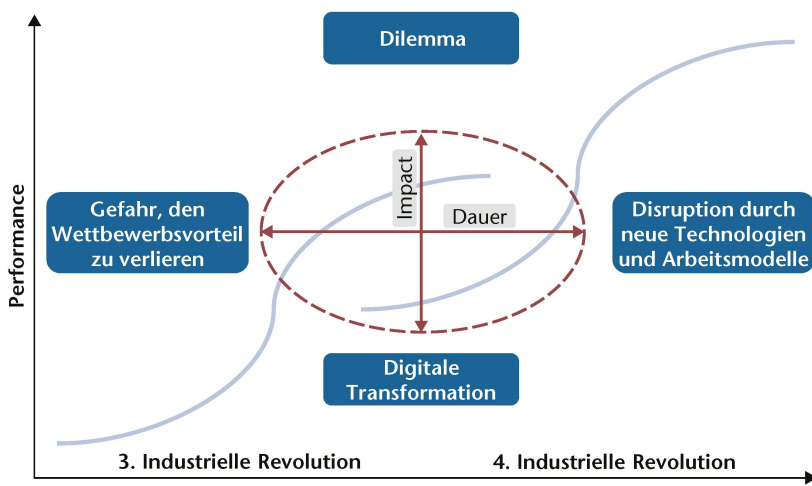 Dilemma
Performance
Impact
Dauer
Gefahr, den
Wettbewerbsvorteil
zu verlieren
Disruption durch
neue Technologien
und Arbeitsmodelle
Digitale
Transformation
3. Industrielle Revolution
4. Industrielle Revolution